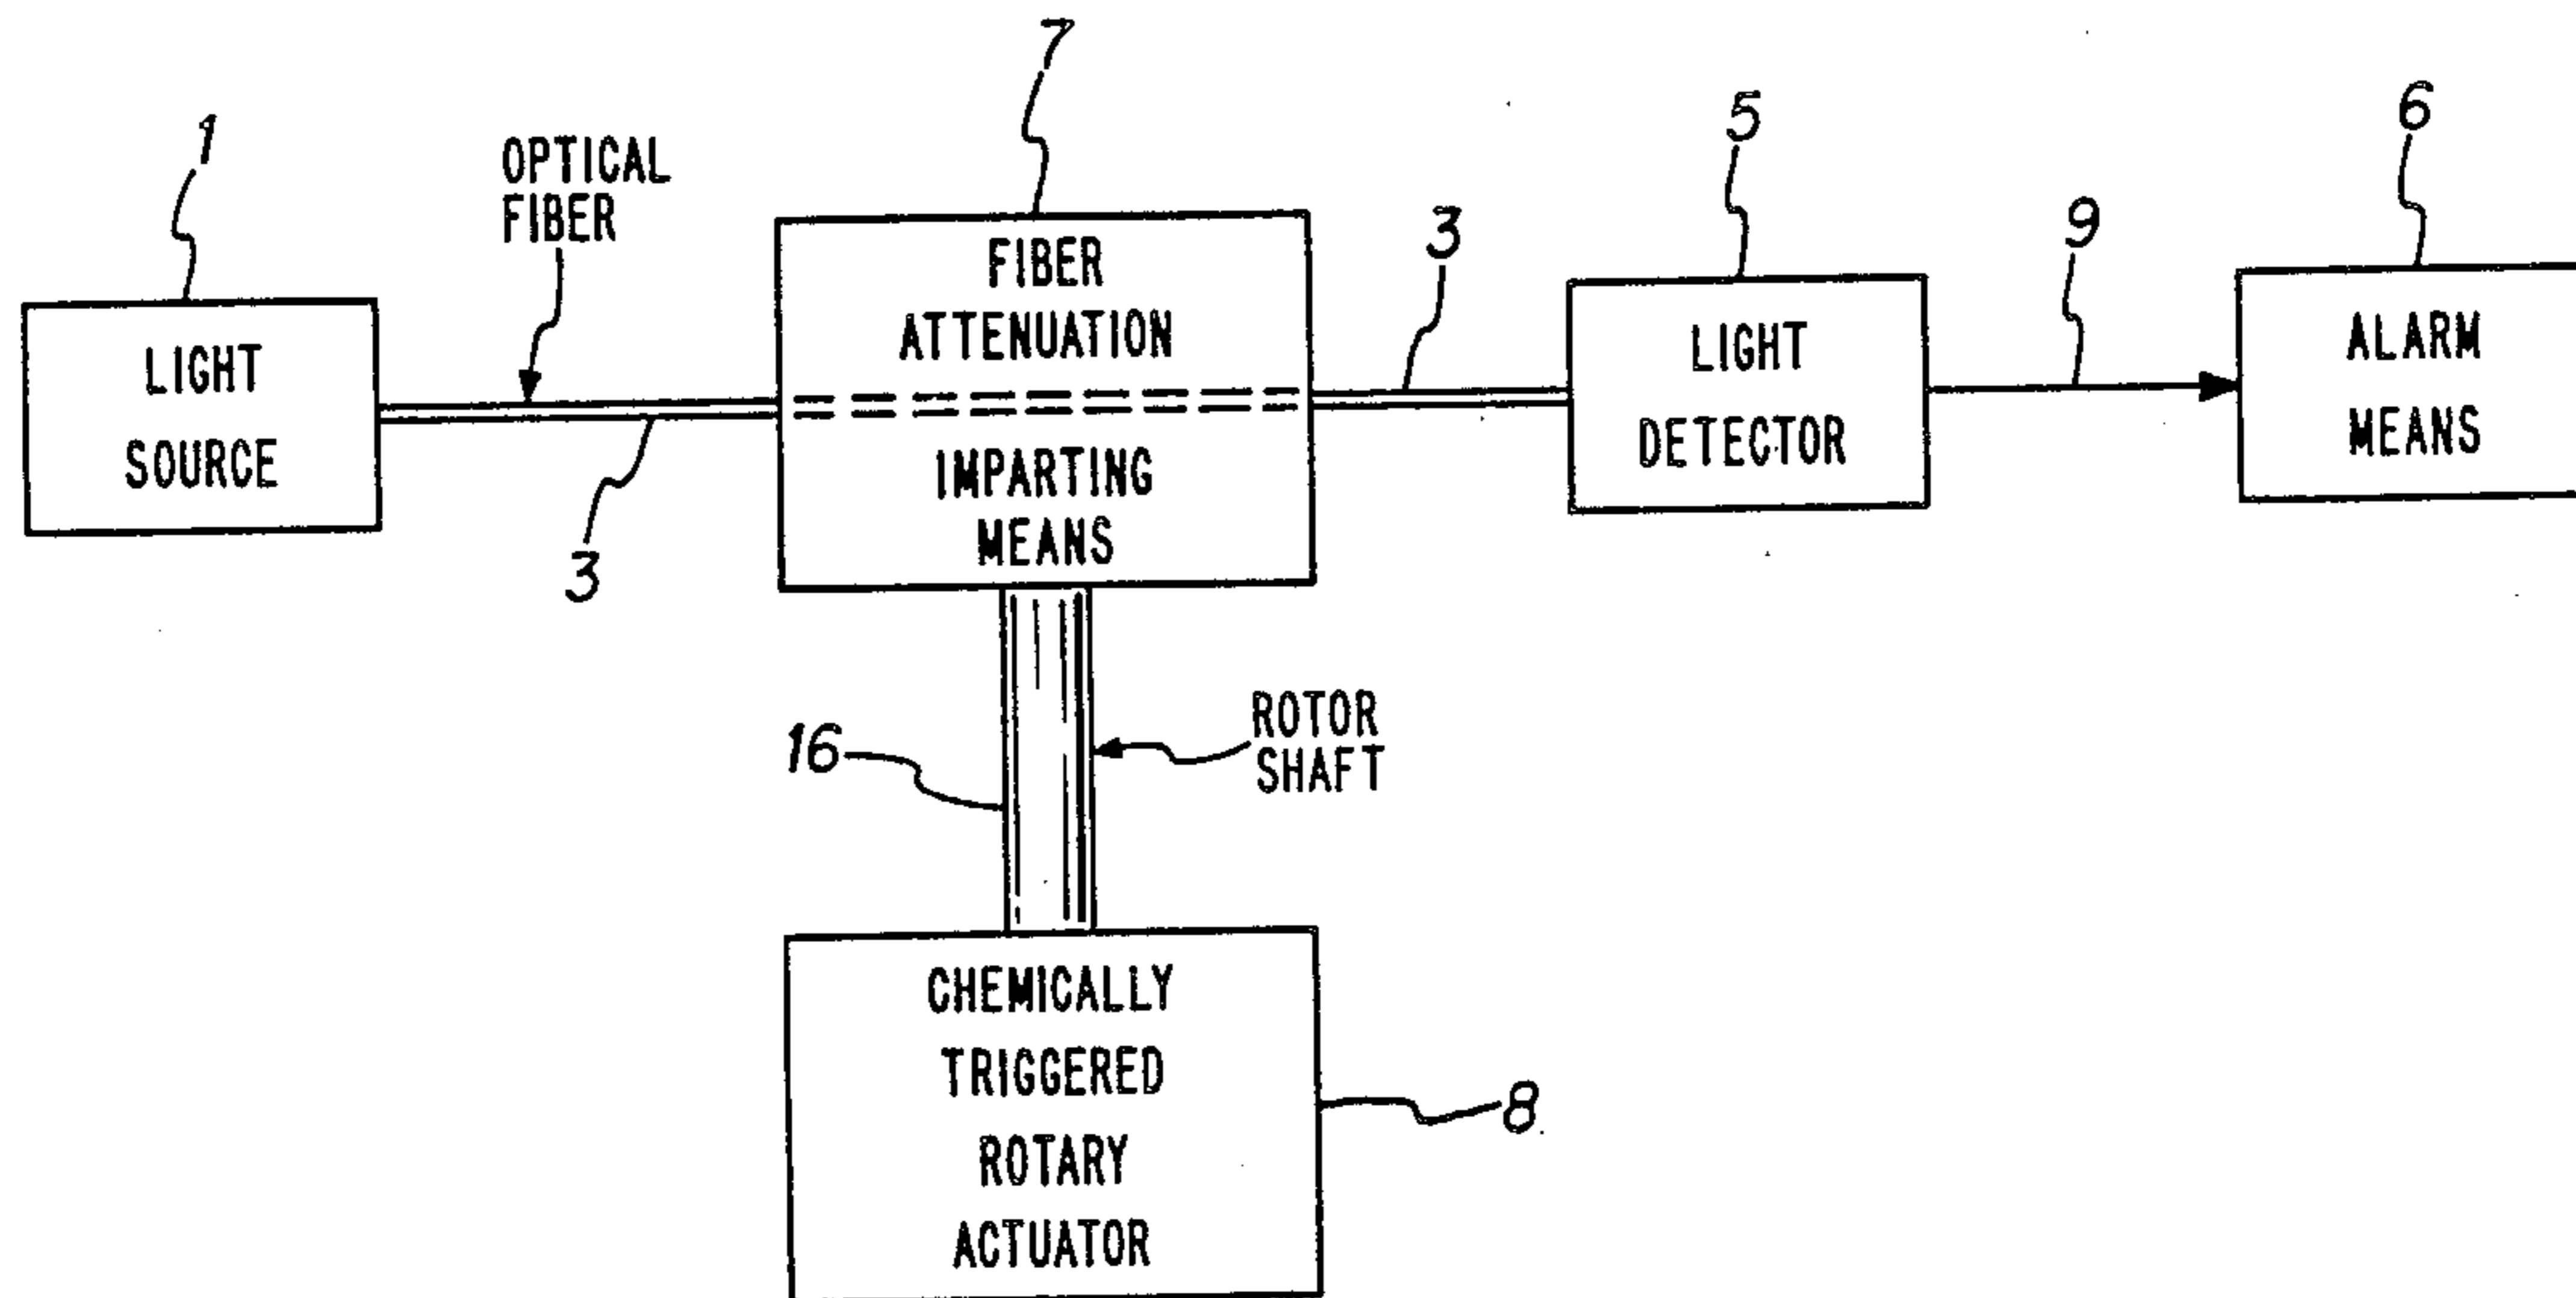 7
1
5
6
OPTICAL
FIBER
3
9
FIBER
ATTENUATION
IMPARTING
MEANS
LIGHT
SOURCE
LIGHT
DETECTOR
ALARM
MEANS
3
16
ROTOR
SHAFT
CHEMICALLY
TRIGGERED
ROTARY
ACTUATOR
8